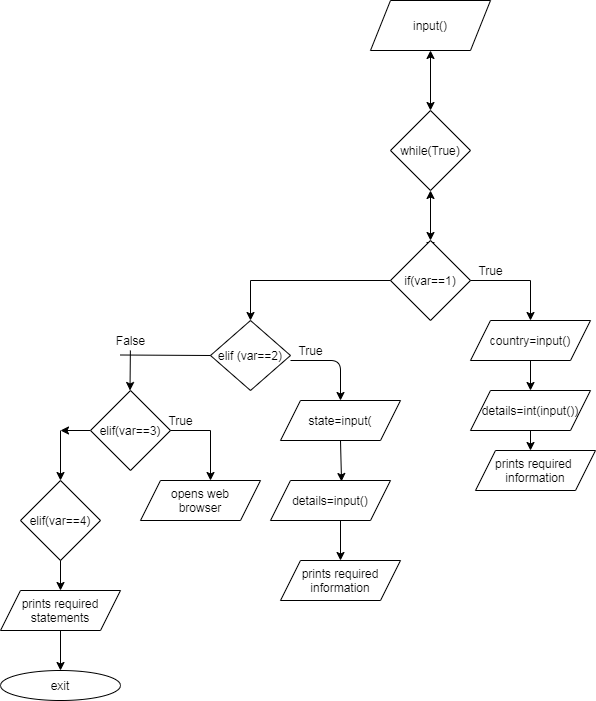 input()
while(True)
if(var==1)
True
country=input()
details=int(input())
prints required
information
elif (var==2)
True
state=input(
details=input()
prints required
information
False
elif(var==3)
True
opens web
browser
elif(var==4)
prints required
statements
exit